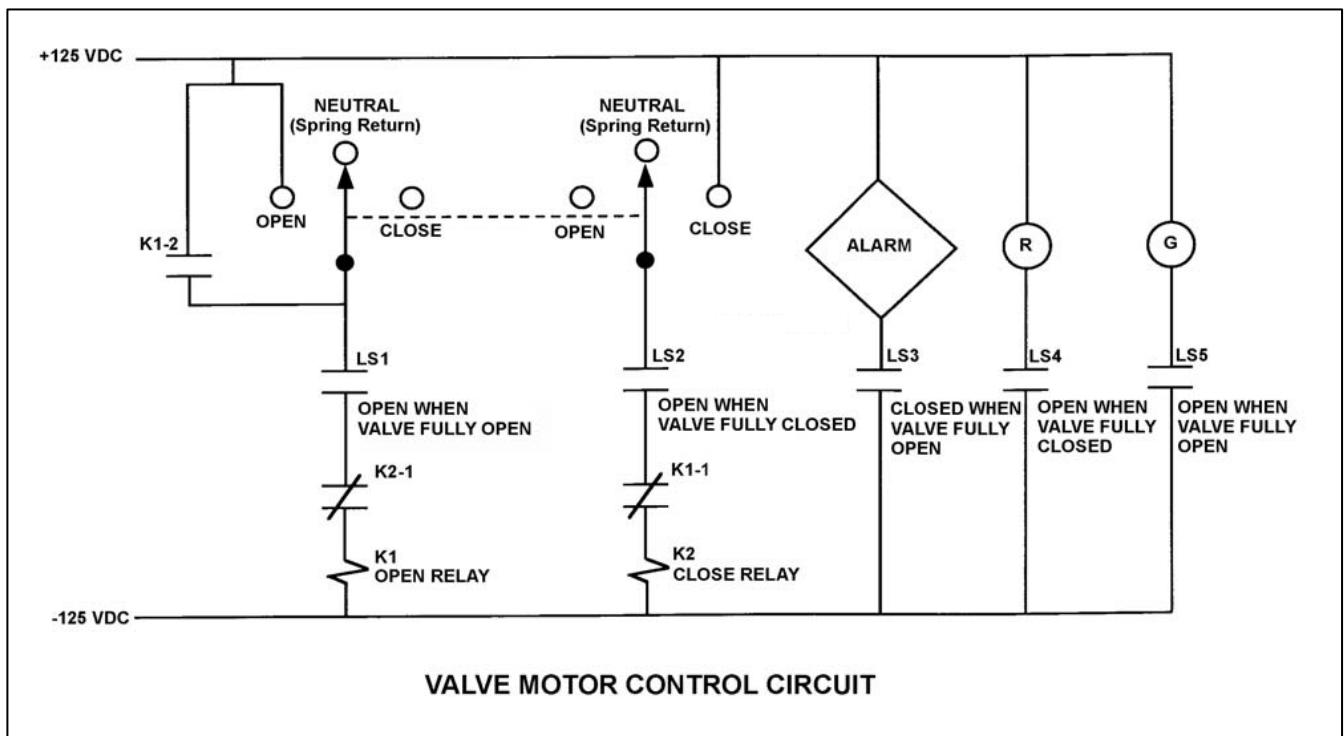 +125 VDC
NEUTRAL
(Spring Return)
NEUTRAL
(Spring Return)
OPEN
CLOSE
OPEN
CLOSE
K1-2
ALARM
R
G
LS1
OPEN WHEN
VALVE FULLY OPEN
LS2
OPEN WHEN
VALVE FULLY CLOSED
LS3
CLOSED WHEN
VALVE FULLY
OPEN
LS4
OPEN WHEN
VALVE FULLY
CLOSED
LS5
OPEN WHEN
VALVE FULLY
OPEN
K2-1
K1-1
K1
OPEN RELAY
K2
CLOSE RELAY
-125 VDC
VALVE MOTOR CONTROL CIRCUIT